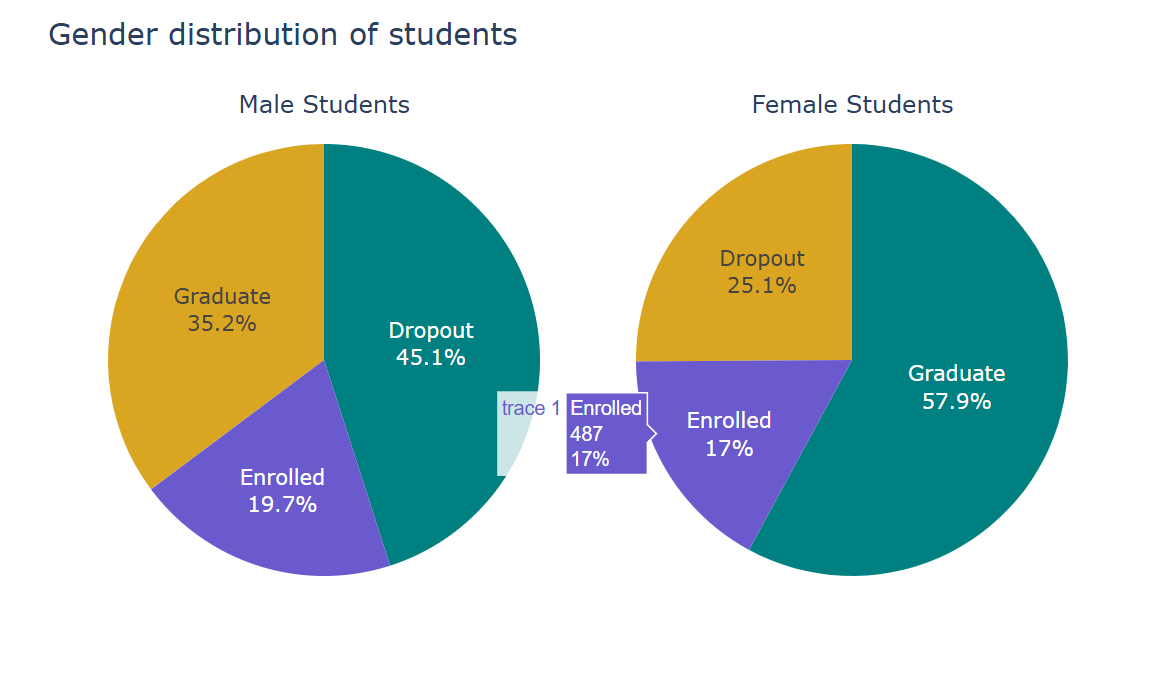 Gender distribution of students
Male Students
Graduate
35.2%
Dropout
45.1%
Enrolled
19.7%
Female Students
Dropout
25.1%
Graduate
57.9%
Enrolled
17%
trace 1
Enrolled
487
17%